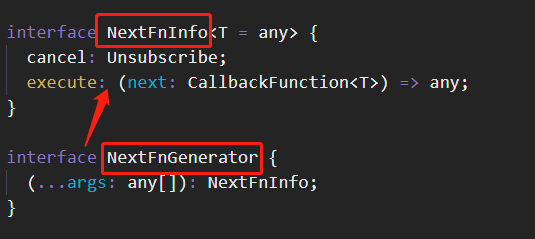 interface NextFnInfo<T = any> {
cancel: Unsubscribe;
execute: (next: CallbackFunction<T>) => any;
}
interface NextFnGenerator {
(...args: any[]): NextFnInfo;
}